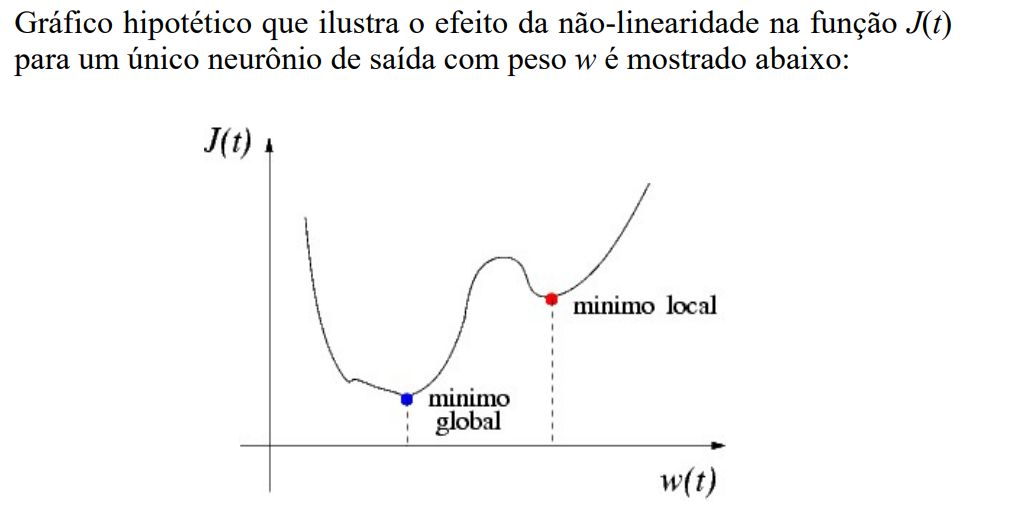 Gráfico hipotético que ilustra o efeito da não-linearidade na função J(t)
para um único neurônio de saída com peso w é mostrado abaixo:
J(t)
minimo local
minimo
global
w(t)